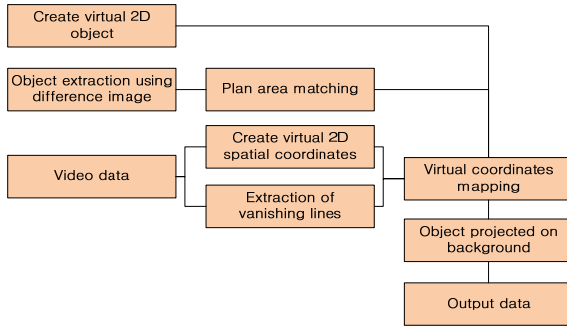 Create virtual 2D
object
Object extraction using
difference image
Plan area matching
Create virtual 2D
spatial coordinates
Video data
Extraction of
vanishing lines
Virtual coordinates
mapping
Object projected on
background
Output data